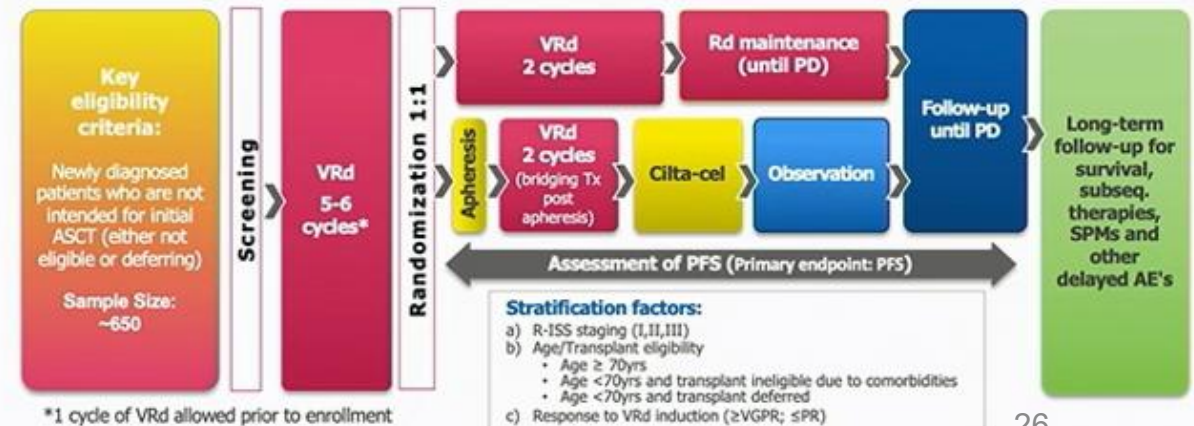 Key
eligibility
criteria:
Newly diagnosed
patients who are not
intended for initial
ASCT (either not
eligible or deferring)
Sample Size:
~650
Screening
VRd
5-6
cycles*
Randomization 1:1
VRd
2 cycles
Rd maintenance
(until PD)
Apheresis
VRd
2 cycles
(bridging Tx
post
apheresis)
Cilta-cel
Observation
Follow-up
until PD
Long-term
follow-up for
survival,
subseq.
therapies,
SPMs and
other
delayed AE's
Assessment of PFS (Primary endpoint: PFS)
Stratification factors:
a) R-ISS staging (I,II,III)
b) Age/Transplant eligibility
• Age ≥ 70yrs
• Age <70yrs and transplant ineligible due to comorbidities
• Age <70yrs and transplant deferred
c) Response to VRd induction (≥VGPR; ≤PR)
*1 cycle of VRd allowed prior to enrollment
26